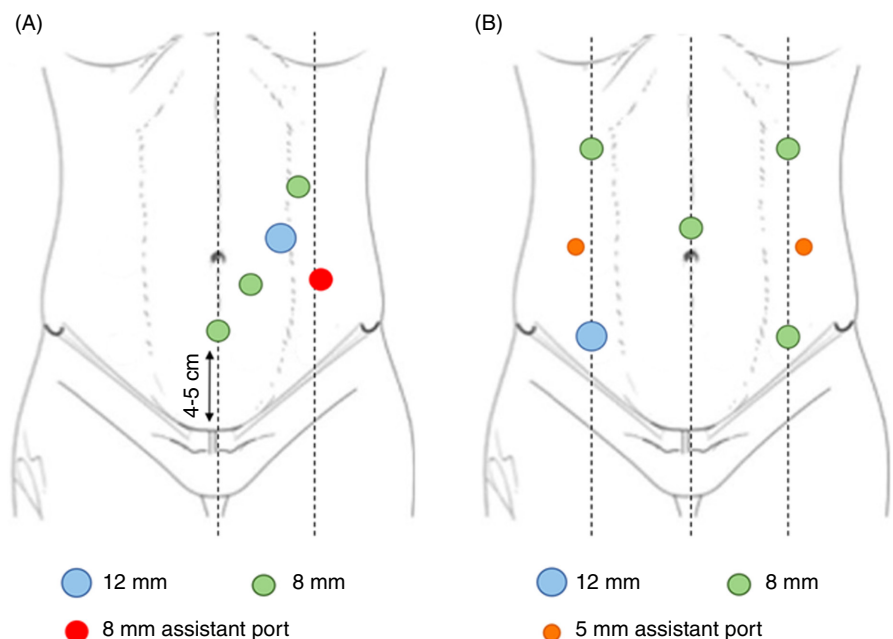 (A)
(B)
4-5 cm
12 mm
8 mm
8 mm assistant port
12 mm
8 mm
5 mm assistant port